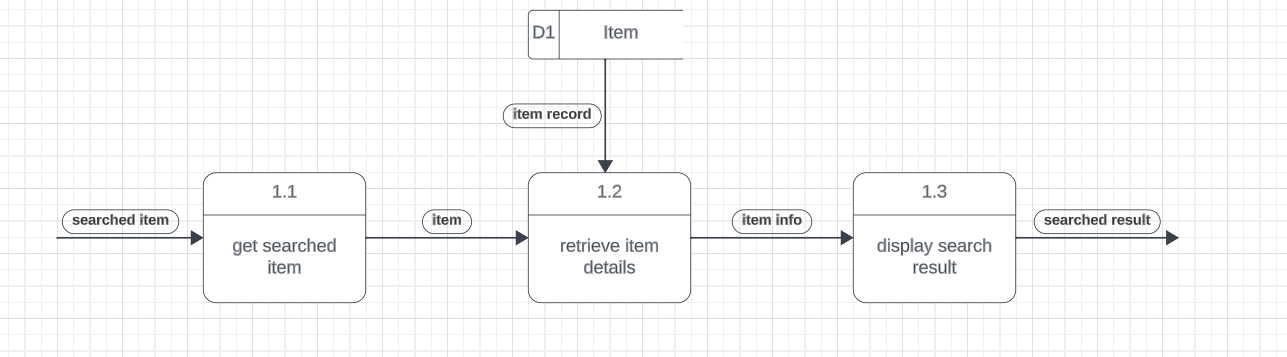 D1 Item
item record
1.1
1.2
1.3
searched item
item
item info
searched result
get searched
item
retrieve item
details
display search
result